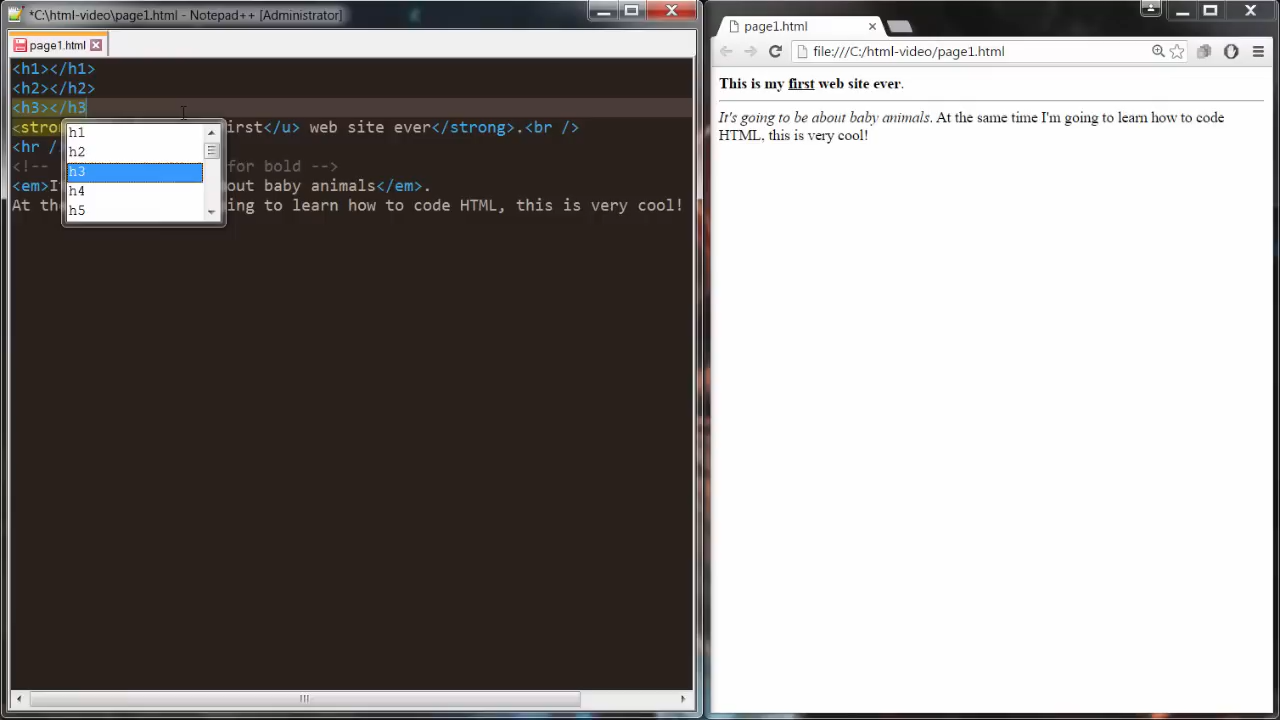 *C:\html-video\page1.html - Notepad++ [Administrator]
page1.html
<h1></h1>
<h2></h2>
<h3></h3
<stron
irst</u> web site ever</strong>.<br />
<hr /
<!--
for bold -->
<em>I
out baby animals</em>.
At th
ing to learn how to code HTML, this is very cool!
h1
h2
h3
h4
h5
page1.html
file:///C:/html-video/page1.html
This is my first web site ever.
It's going to be about baby animals. At the same time I'm going to learn how to code
HTML, this is very cool!